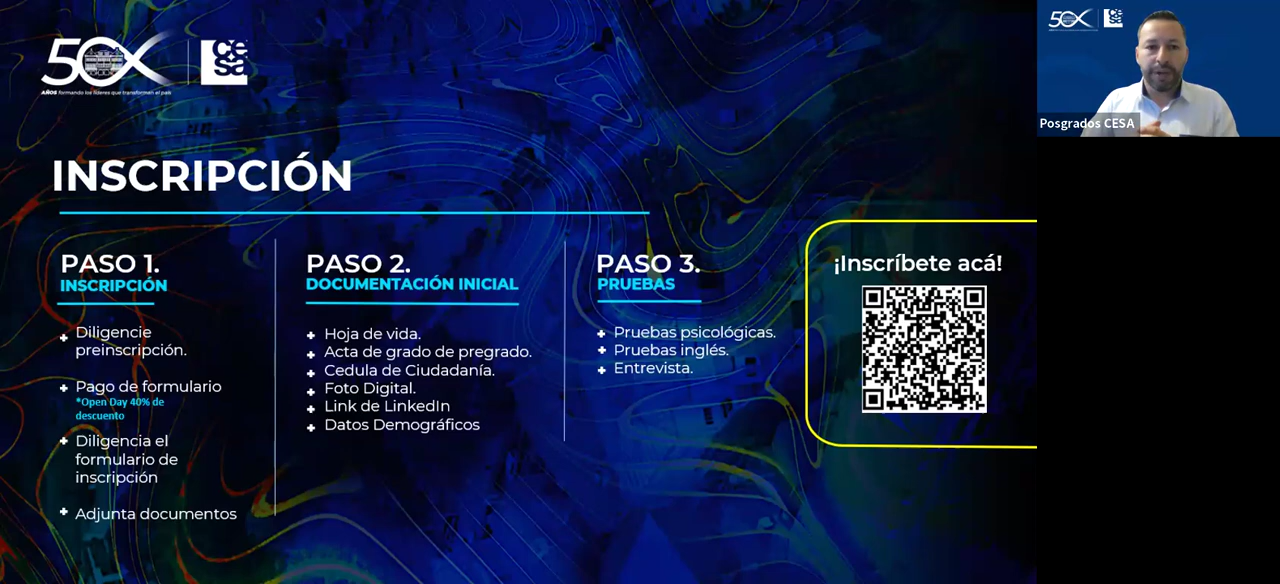 50
AÑOS formando los líderes que transforman el país
cesa
INSCRIPCIÓN
PASO 1.
INSCRIPCIÓN
Diligencie
preinscripción.
Pago de formulario
*Open Day 40% de
descuento
Diligencia el
formulario de
inscripción
Adjunta documentos
PASO 2.
DOCUMENTACIÓN INICIAL
Hoja de vida.
Acta de grado de pregrado.
Cedula de Ciudadanía.
Foto Digital.
Link de LinkedIn
Datos Demográficos
PASO 3.
PRUEBAS
Pruebas psicológicas.
Pruebas inglés.
Entrevista.
¡Inscríbete acá!
50
cesa
Posgrados CESA